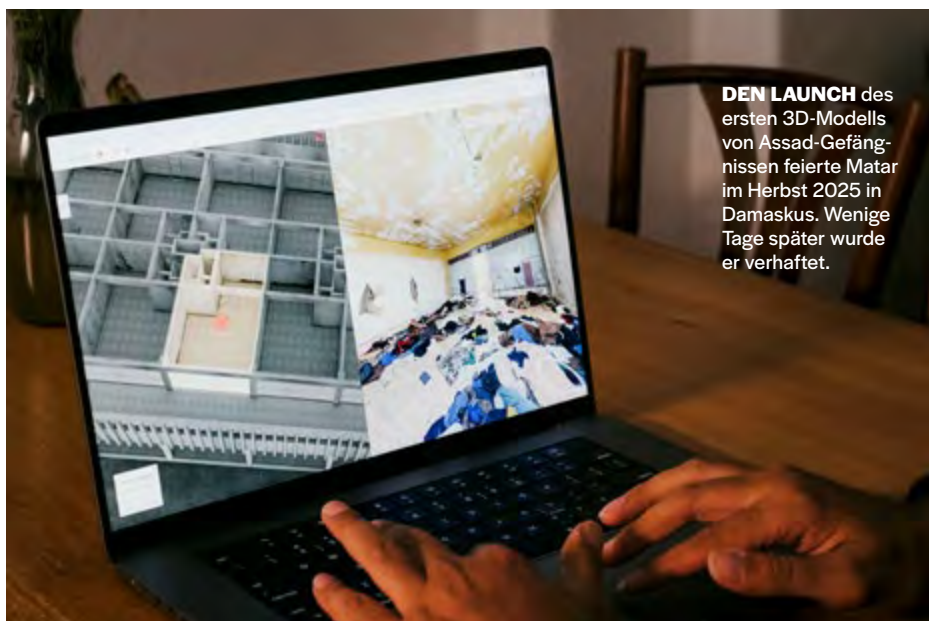 DEN LAUNCH des
ersten 3D-Modells
von Assad-Gefäng-
nissen feierte Matar
im Herbst 2025 in
Damaskus. Wenige
Tage später wurde
er verhaftet.